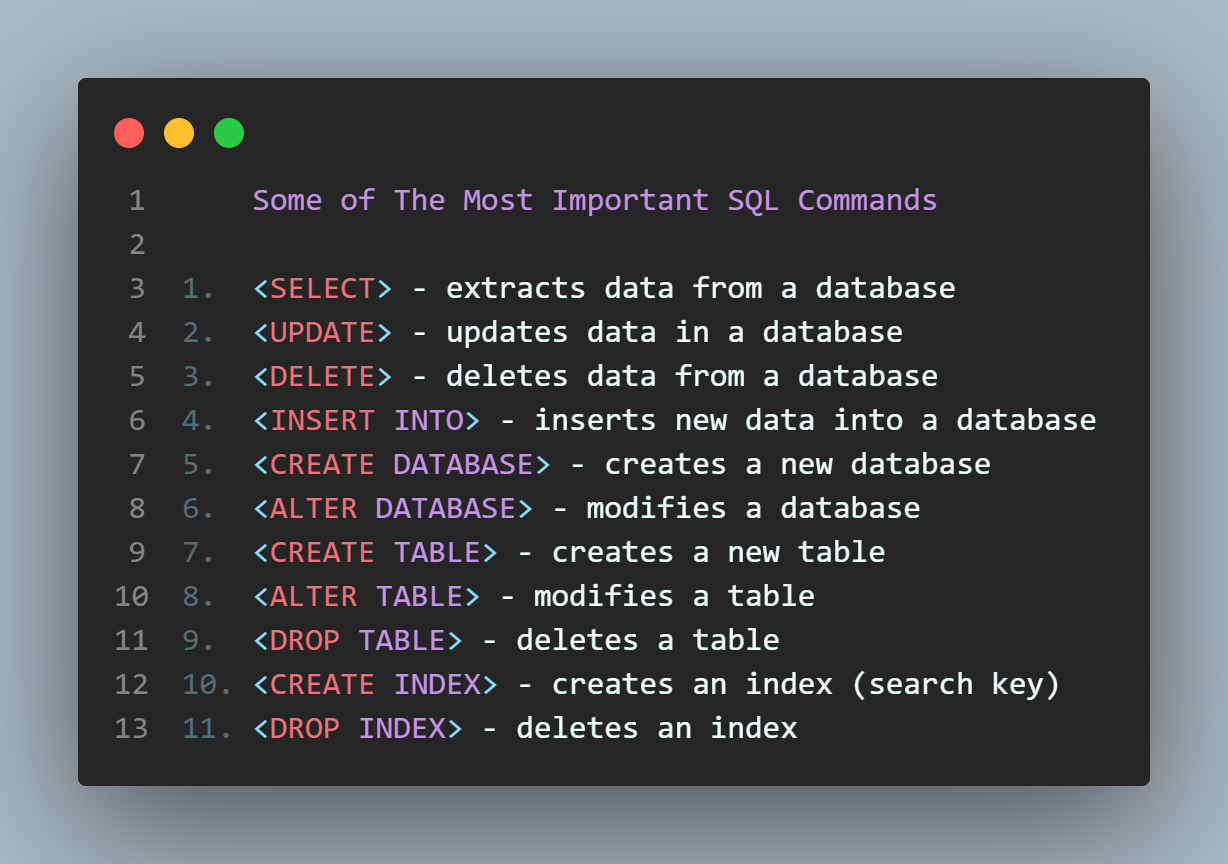 1 Some of The Most Important SQL Commands
2
3 1. <SELECT> - extracts data from a database
4 2. <UPDATE> - updates data in a database
5 3. <DELETE> - deletes data from a database
6 4. <INSERT INTO> - inserts new data into a database
7 5. <CREATE DATABASE> - creates a new database
8 6. <ALTER DATABASE> - modifies a database
9 7. <CREATE TABLE> - creates a new table
10 8. <ALTER TABLE> - modifies a table
11 9. <DROP TABLE> - deletes a table
12 10. <CREATE INDEX> - creates an index (search key)
13 11. <DROP INDEX> - deletes an index